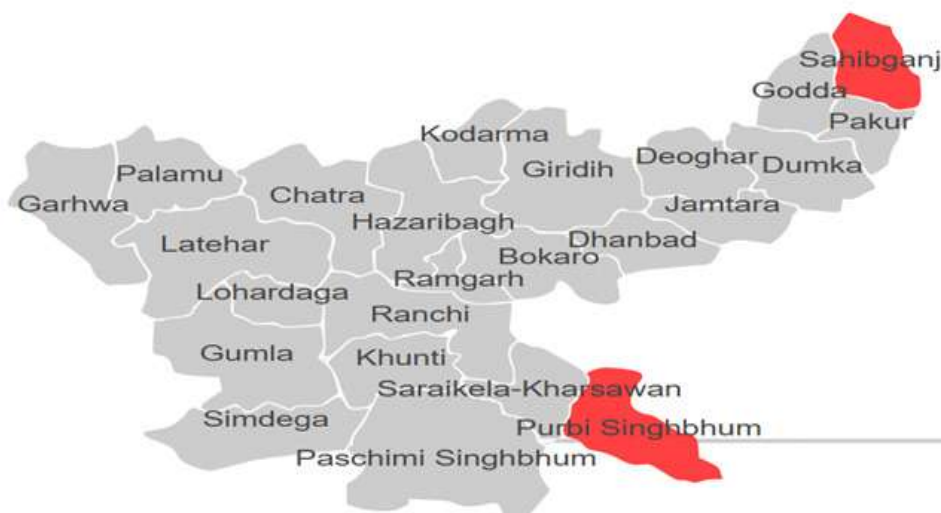 Sahibganj
Godda
Pakur
Kodarma
Giridih
Deoghar
Dumka
Palamu
Chatra
Garhwa
Hazaribagh
Jamtara
Latehar
Dhanbad
Bokaro
Ramgarh
Lohardaga
Ranchi
Gumla
Khunti
Saraikela-Kharsawan
Simdega
Purbi Singhbhum
Paschimi Singhbhum